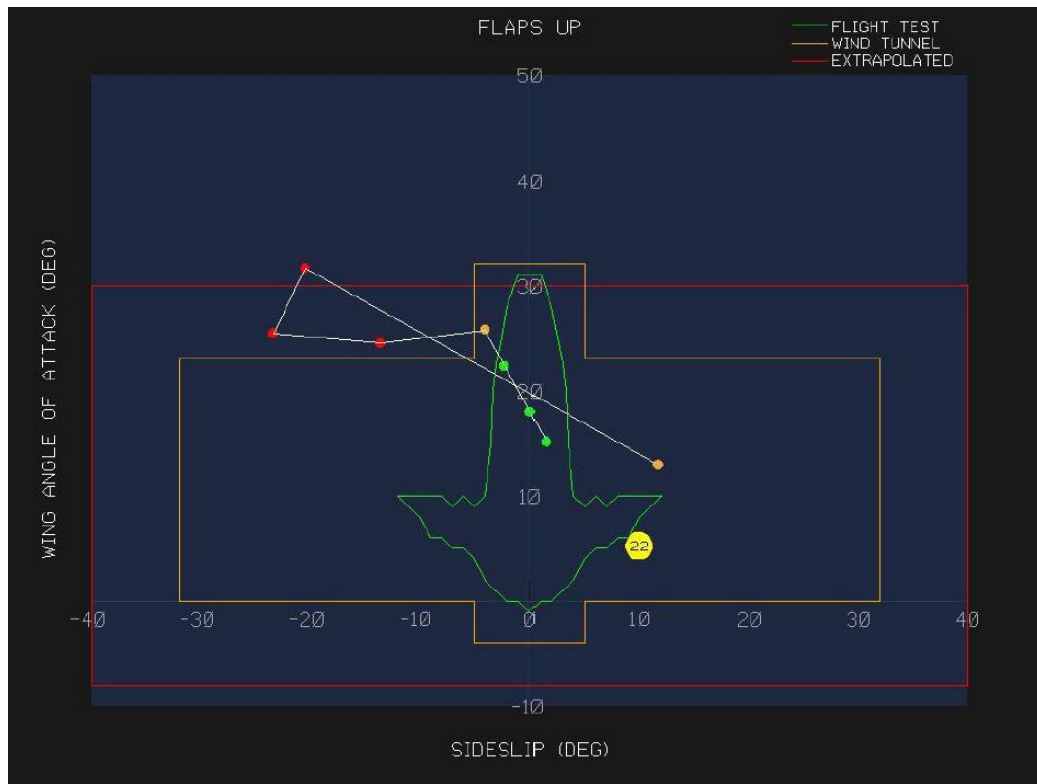 FLAPS UP
FLIGHT TEST
WIND TUNNEL
EXTRAPOLATED
50
40
30
20
10
22
-40
-30
-20
-10
0
10
20
30
40
-10
WING ANGLE OF ATTACK (DEG)
SIDESLIP (DEG)